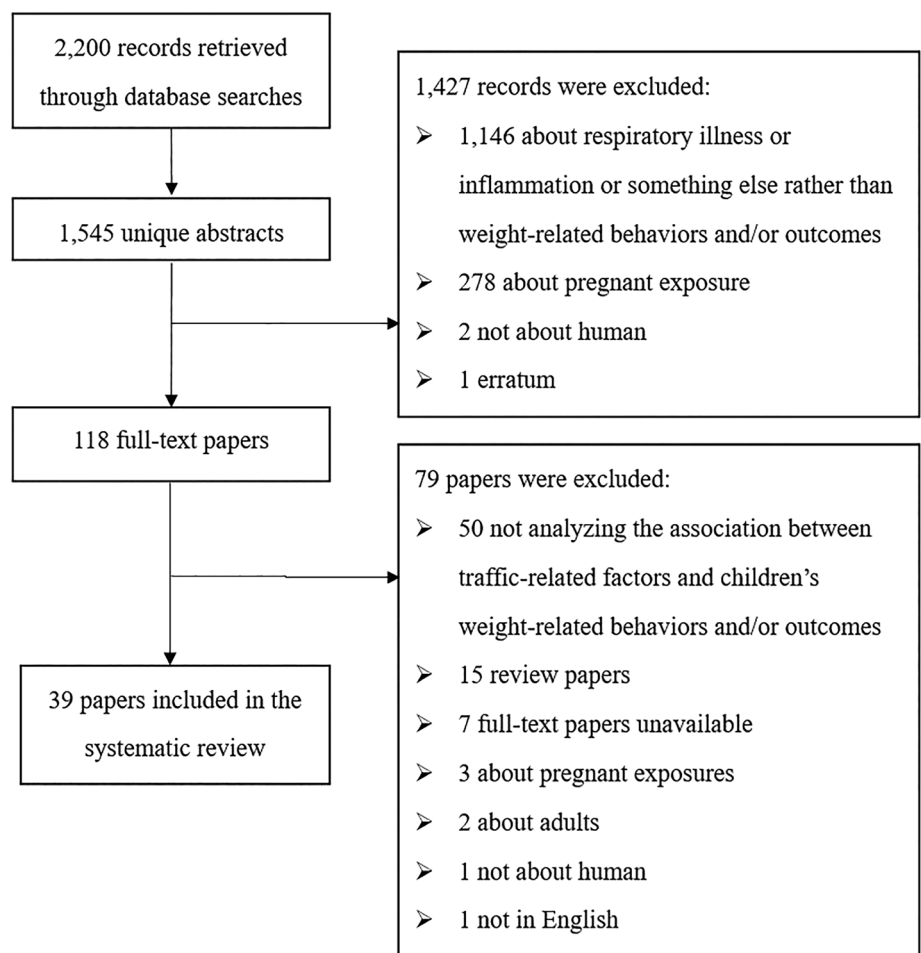 2,200 records retrieved
through database searches
1,545 unique abstracts
118 full-text papers
39 papers included in the
systematic review
1,427 records were excluded:
➢ 1,146 about respiratory illness or
inflammation or something else rather than
weight-related behaviors and/or outcomes
➢ 278 about pregnant exposure
➢ 2 not about human
➢ 1 erratum
79 papers were excluded:
➢ 50 not analyzing the association between
traffic-related factors and children’s
weight-related behaviors and/or outcomes
➢ 15 review papers
➢ 7 full-text papers unavailable
➢ 3 about pregnant exposures
➢ 2 about adults
➢ 1 not about human
➢ 1 not in English